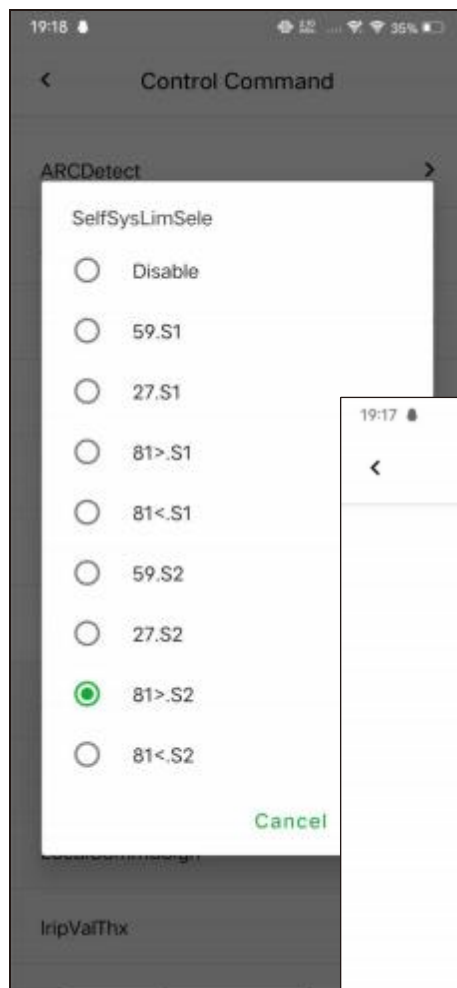 19:18 35%
Control Command
ARCDetect
SelfSysLimSele
Disable
59.S1
27.S1
81>.S1
81<.S1
59.S2
27.S2
81>.S2
81<.S2
Cancel
IripValThx
19:17